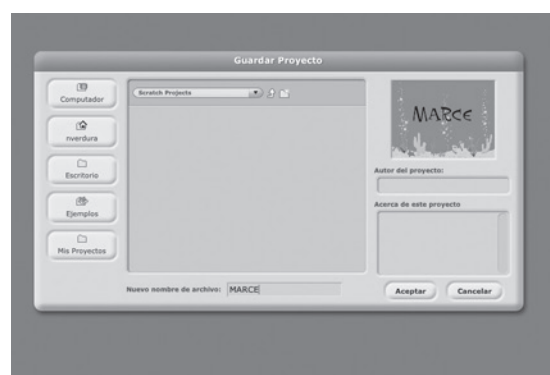 Guardar Proyecto
Computador
nverdura
Escritorio
Ejemplos
Mis Proyectos
Scratch Projects
MARCE
Autor del proyecto:
Acerca de este proyecto
Nuevo nombre de archivo: MARCE
Aceptar
Cancelar